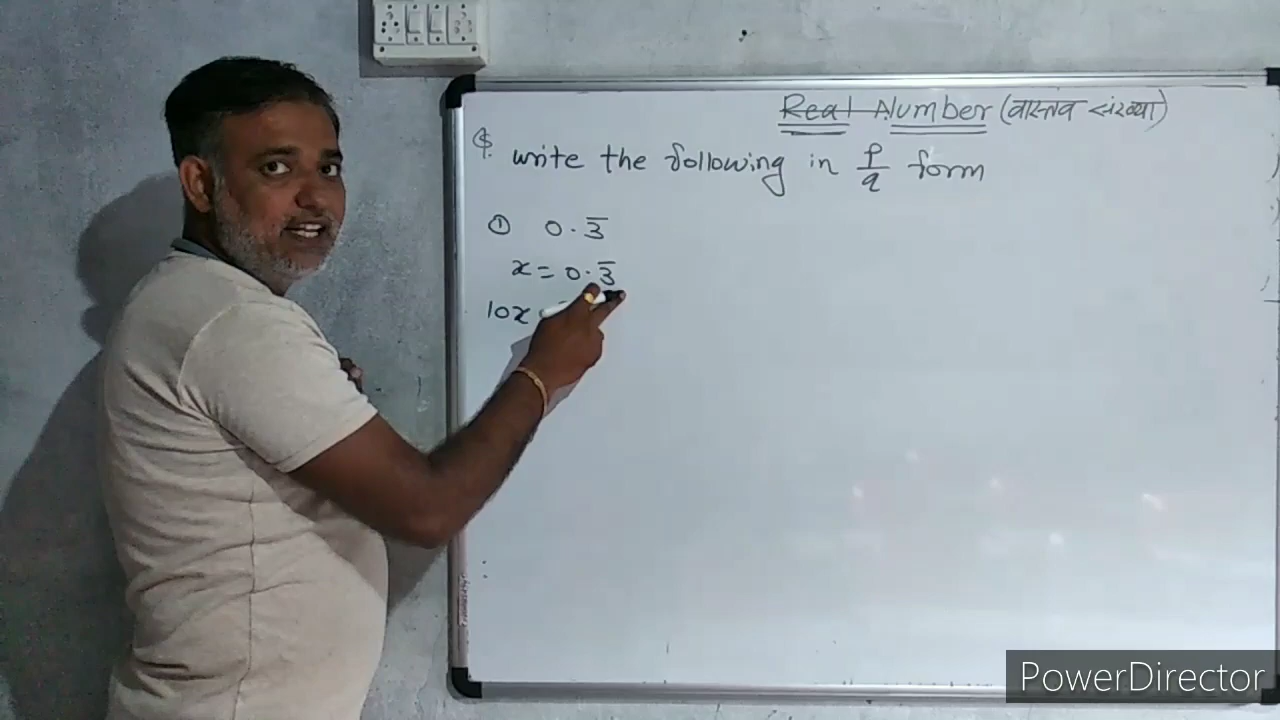 Real Number (वास्तव संख्या)
Q. write the following in p/q form
① 0.3̅
x = 0.3̅
10x
PowerDirector